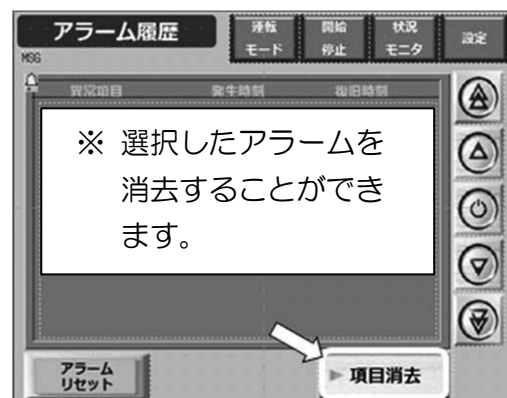 アラーム履歴
運転
モード
開始
停止
状況
モニタ
設定
MSG
異常項目 発生時刻 復旧時刻
※ 選択したアラームを
消去することができ
ます。
アラーム
リセット
▶ 項目消去